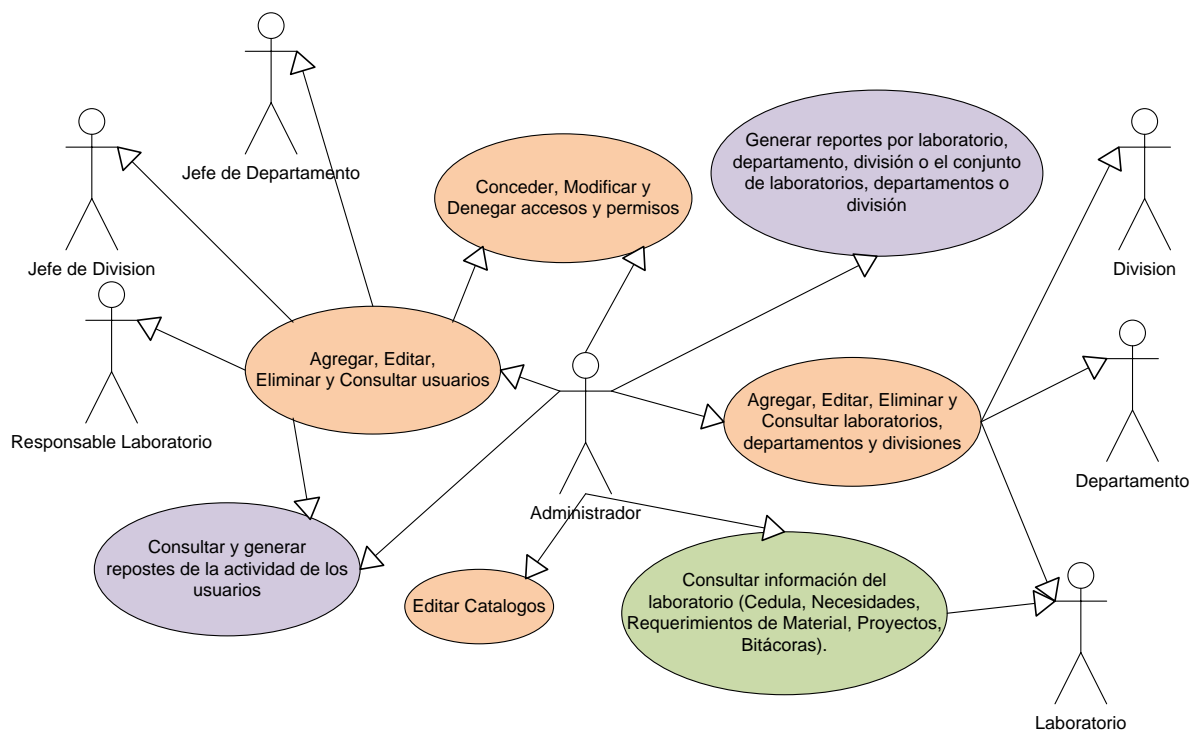 Jefe de Departamento
Jefe de Division
Responsable Laboratorio
Conceder, Modificar y
Denegar accesos y permisos
Generar reportes por laboratorio,
departamento, división o el conjunto
de laboratorios, departamentos o
división
Division
Agregar, Editar,
Eliminar y Consultar usuarios
Administrador
Agregar, Editar, Eliminar y
Consultar laboratorios,
departamentos y divisiones
Departamento
Consultar y generar
repostes de la actividad de los
usuarios
Editar Catalogos
Consultar información del
laboratorio (Cedula, Necesidades,
Requerimientos de Material, Proyectos,
Bitácoras).
Laboratorio